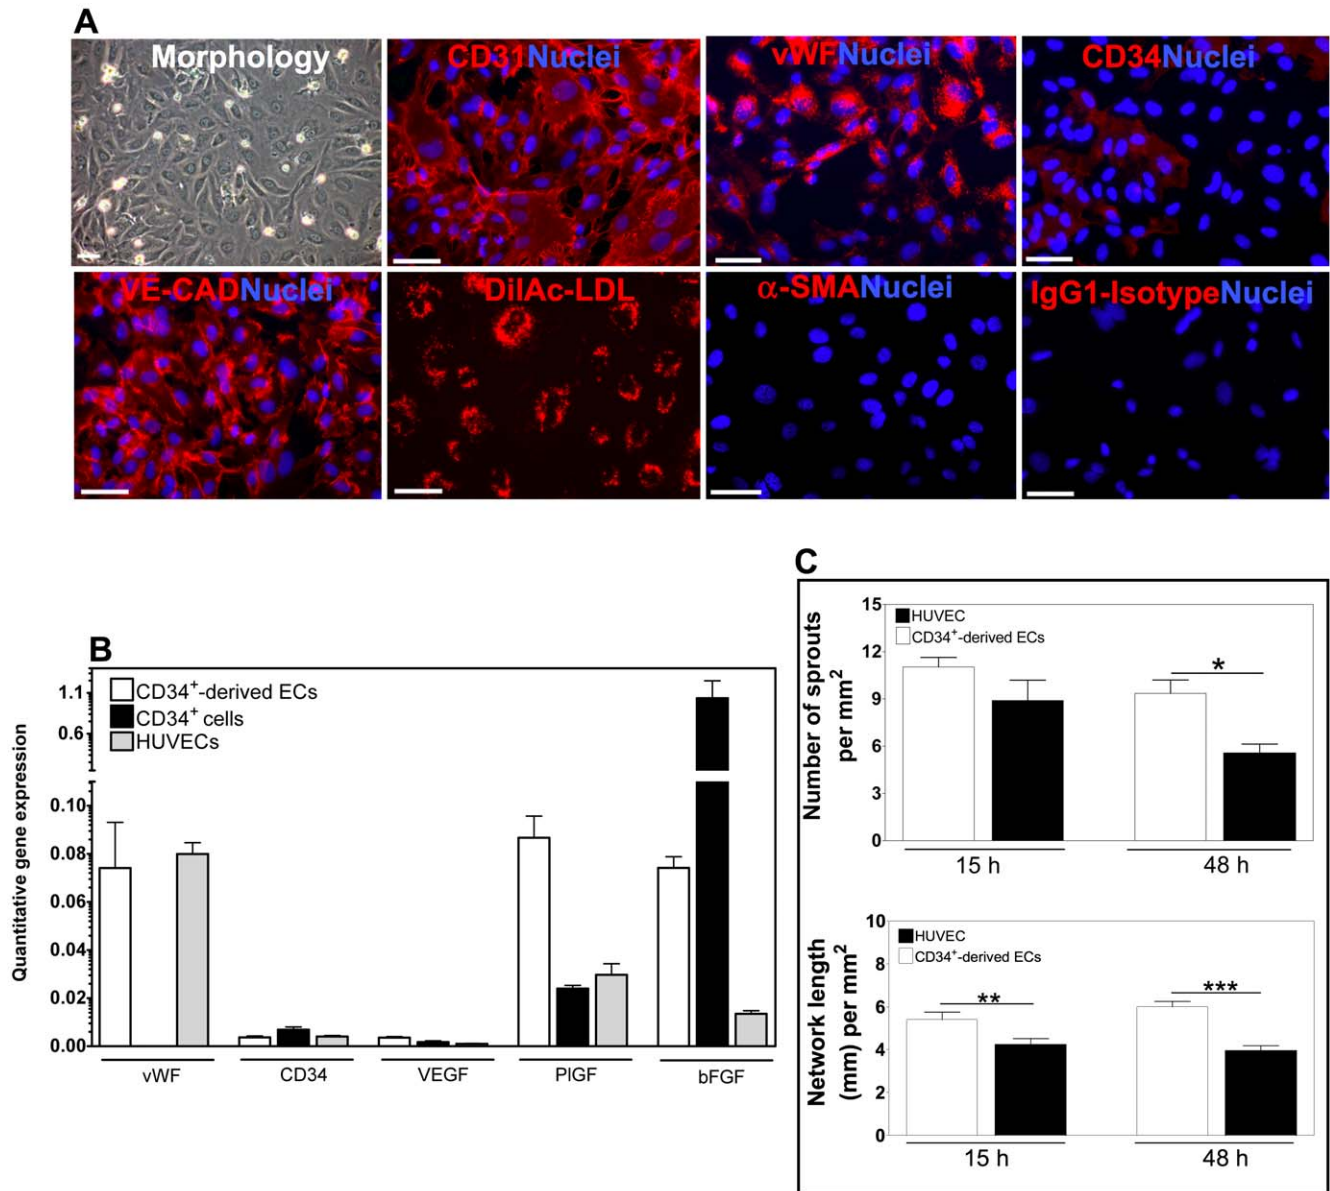 A
Morphology
CD31Nuclei
vWFNuclei
CD34Nuclei
VE-CADNuclei
DilAc-LDL
α-SMANuclei
IgG1-IsotypeNuclei
B
CD34+-derived ECs
CD34+ cells
HUVECs
Quantitative gene expression
1.1
0.6
0.10
0.08
0.06
0.04
0.02
0.00
vWF
CD34
VEGF
PlGF
bFGF
C
HUVEC
CD34+-derived ECs
Number of sprouts
per mm2
15
12
9
6
3
0
*
15 h
48 h
HUVEC
CD34+-derived ECs
Network length
(mm) per mm2
10
8
6
4
2
0
**
***
15 h
48 h